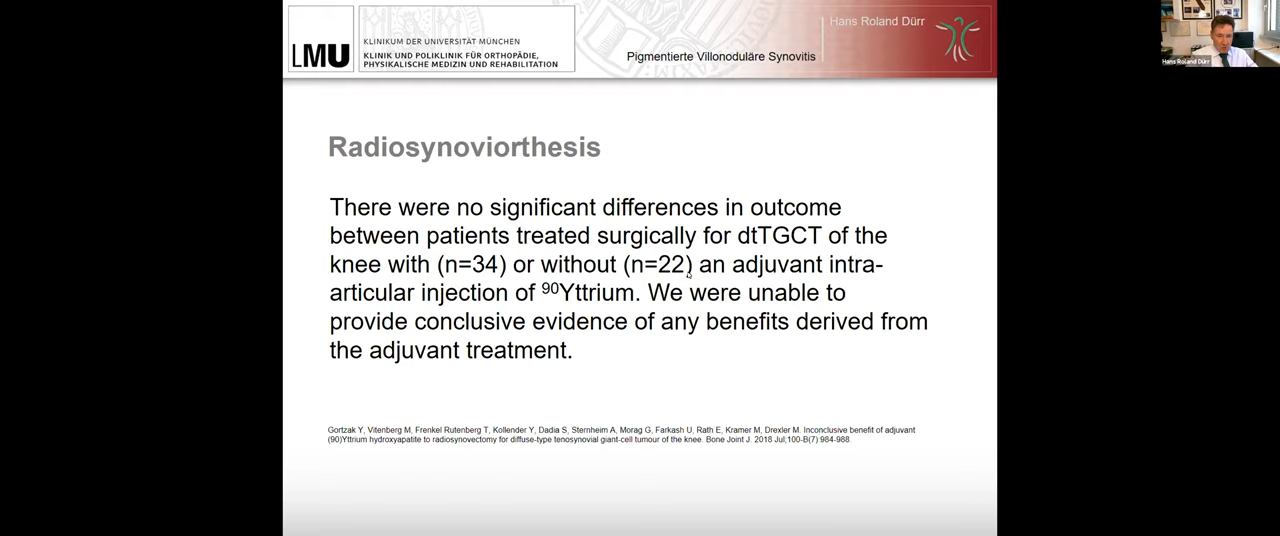 LMU
KLINIKUM DER UNIVERSITÄT MÜNCHEN
KLINIK UND POLIKLINIK FÜR ORTHOPÄDIE,
PHYSIKALISCHE MEDIZIN UND REHABILITATION
Pigmentierte Villonoduläre Synovitis
Hans Roland Dürr
Hans Roland Dürr
Radiosynoviorthesis
There were no significant differences in outcome
between patients treated surgically for dtTGCT of the
knee with (n=34) or without (n=22) an adjuvant intra-
articular injection of ⁹⁰Yttrium. We were unable to
provide conclusive evidence of any benefits derived from
the adjuvant treatment.
Gortzak Y, Vitenberg M, Frenkel Rutenberg T, Kollender Y, Dadia S, Sternheim A, Morag G, Farkash U, Rath E, Kramer M, Drexler M. Inconclusive benefit of adjuvant
(90)Yttrium hydroxyapatite to radiosynovectomy for diffuse-type tenosynovial giant-cell tumour of the knee. Bone Joint J. 2018 Jul;100-B(7) 984-988.